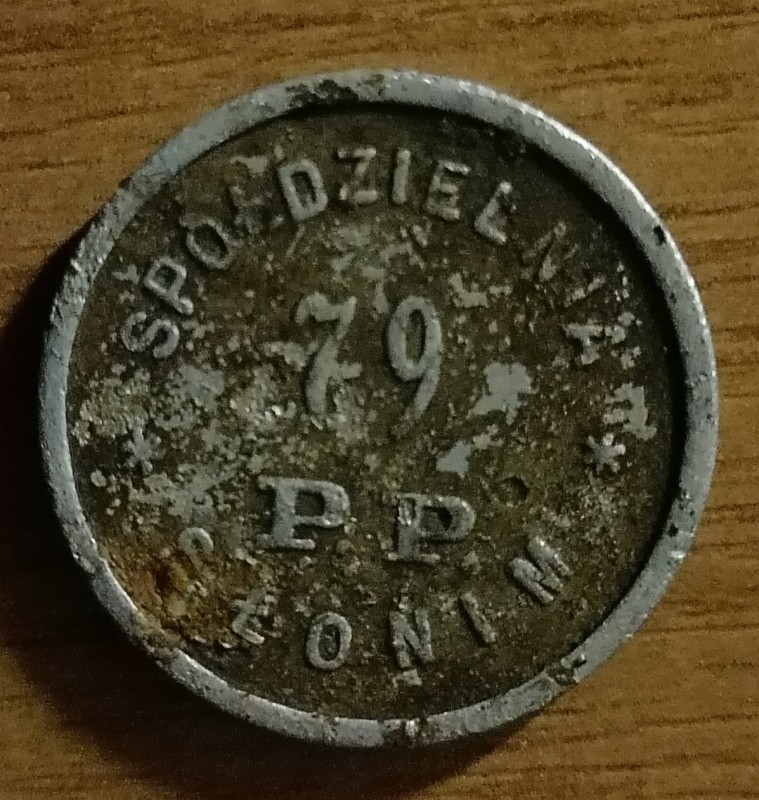 SPÓŁDZIELNIA
79
PP
* SŁONIM *